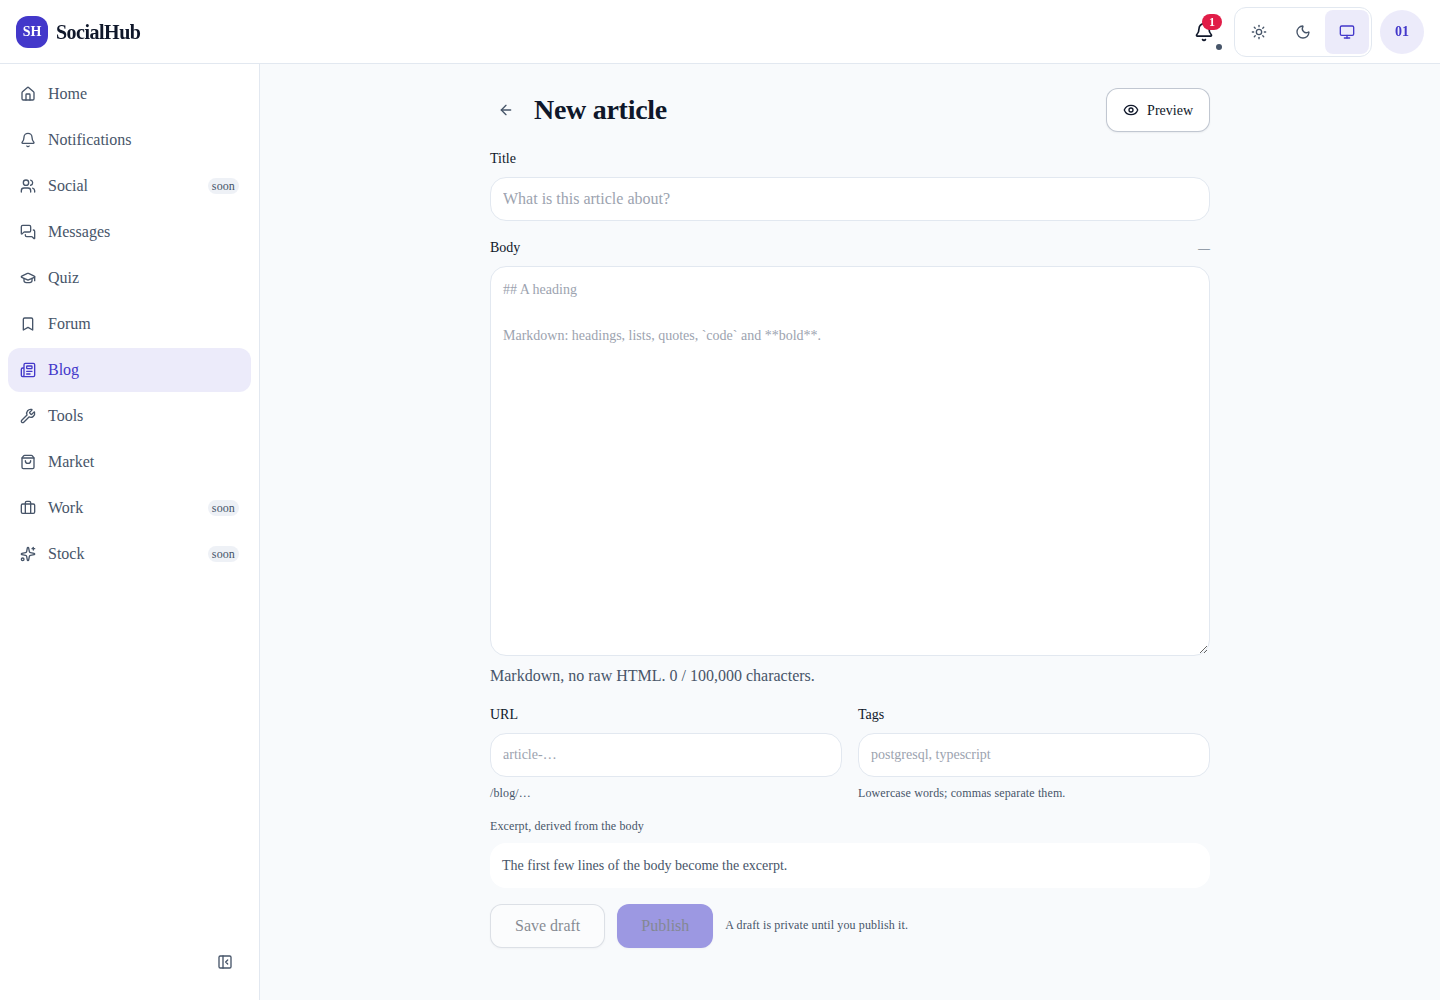 SH SocialHub
1
01
Home
Notifications
Social soon
Messages
Quiz
Forum
Blog
Tools
Market
Work soon
Stock soon
New article
Preview
Title
What is this article about?
Body —
## A heading
Markdown: headings, lists, quotes, `code` and **bold**.
Markdown, no raw HTML. 0 / 100,000 characters.
URL Tags
article-… postgresql, typescript
/blog/… Lowercase words; commas separate them.
Excerpt, derived from the body
The first few lines of the body become the excerpt.
Save draft Publish A draft is private until you publish it.